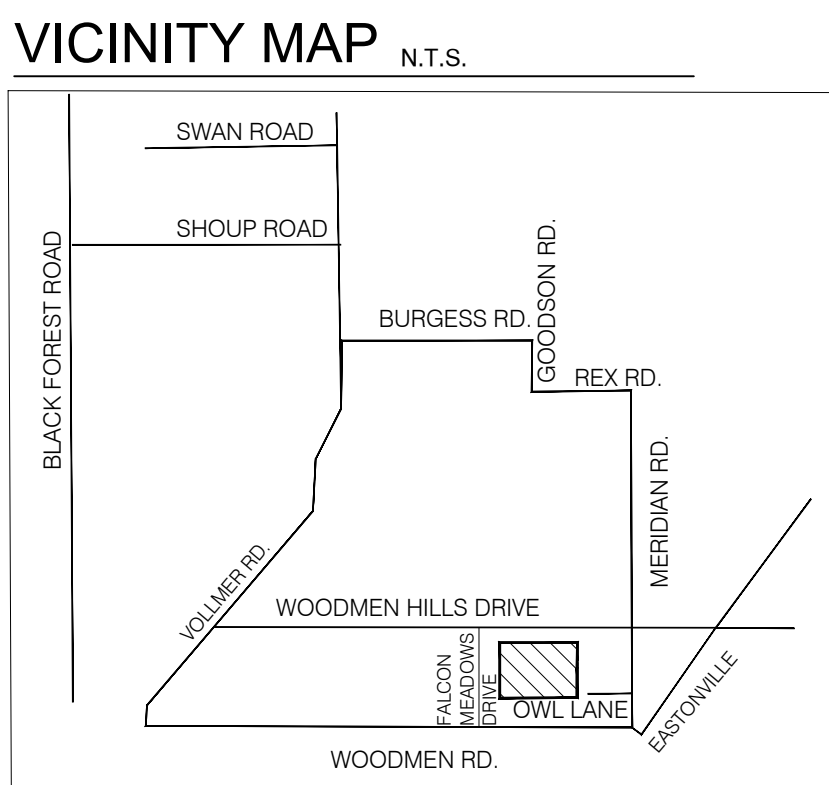 VICINITY MAP N.T.S.
SWAN ROAD
SHOUP ROAD
BLACK FOREST ROAD
BURGESS RD.
GOODSON RD.
REX RD.
MERIDIAN RD.
VOLLMER RD.
WOODMEN HILLS DRIVE
FALCON
MEADOWS
DRIVE
OWL LANE
EASTONVILLE
WOODMEN RD.